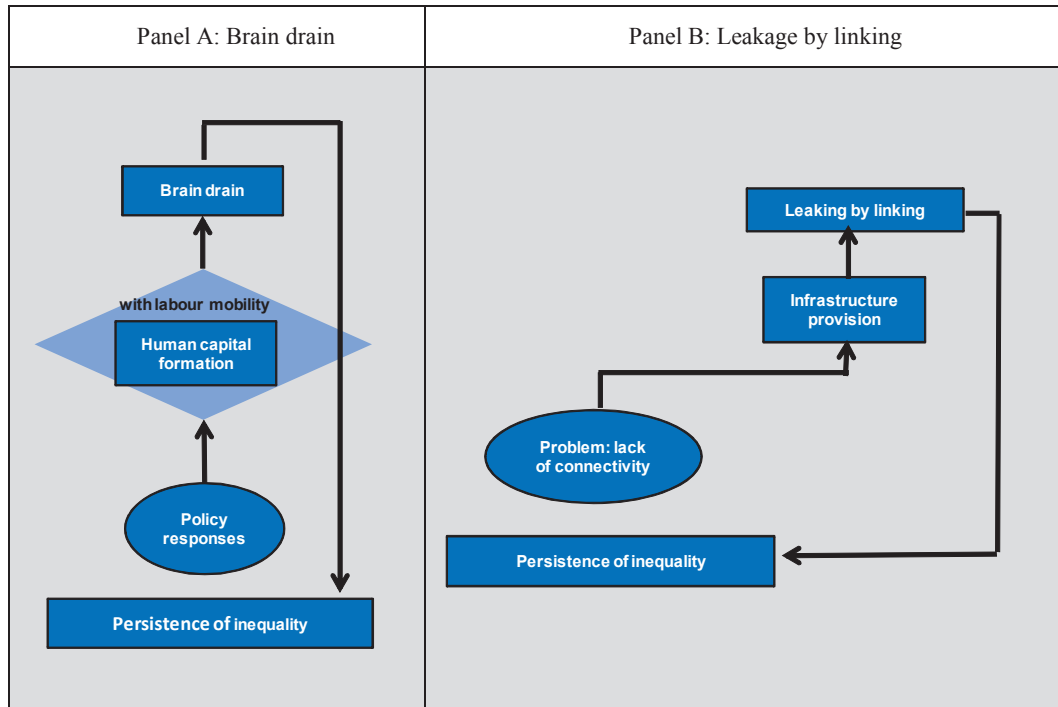 Panel A: Brain drain
Panel B: Leakage by linking
Brain drain
with labour mobility
Human capital
formation
Policy
responses
Persistence of inequality
Leaking by linking
Infrastructure
provision
Problem: lack
of connectivity
Persistence of inequality